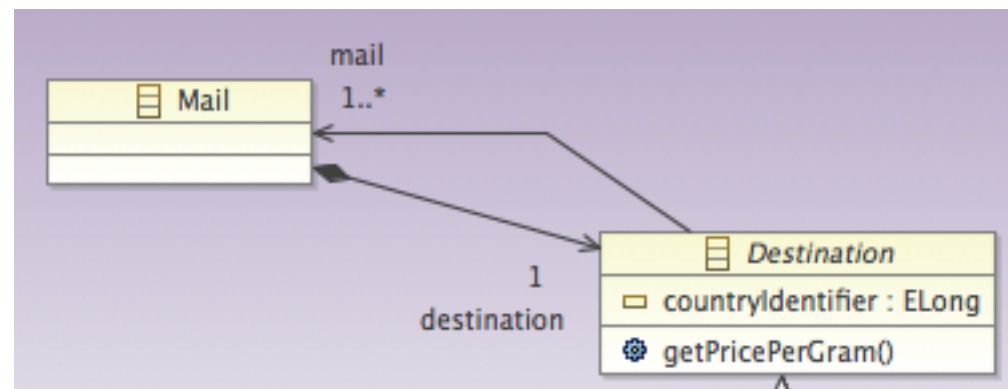 mail
1..*
Mail
Destination
countryIdentifier : ELong
getPricePerGram()
1
destination